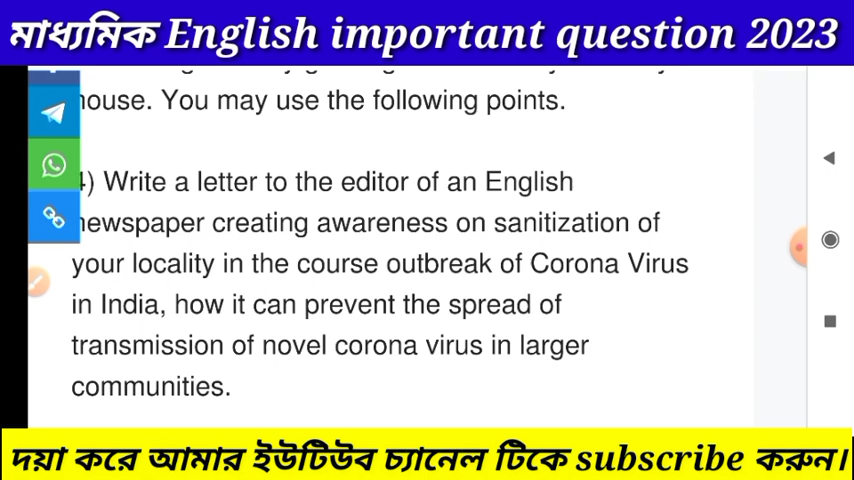 মাধ্যমিক English important question 2023
house. You may use the following points.
4) Write a letter to the editor of an English
newspaper creating awareness on sanitization of
your locality in the course outbreak of Corona Virus
in India, how it can prevent the spread of
transmission of novel corona virus in larger
communities.
দয়া করে আমার ইউটিউব চ্যানেল টিকে subscribe করুন।